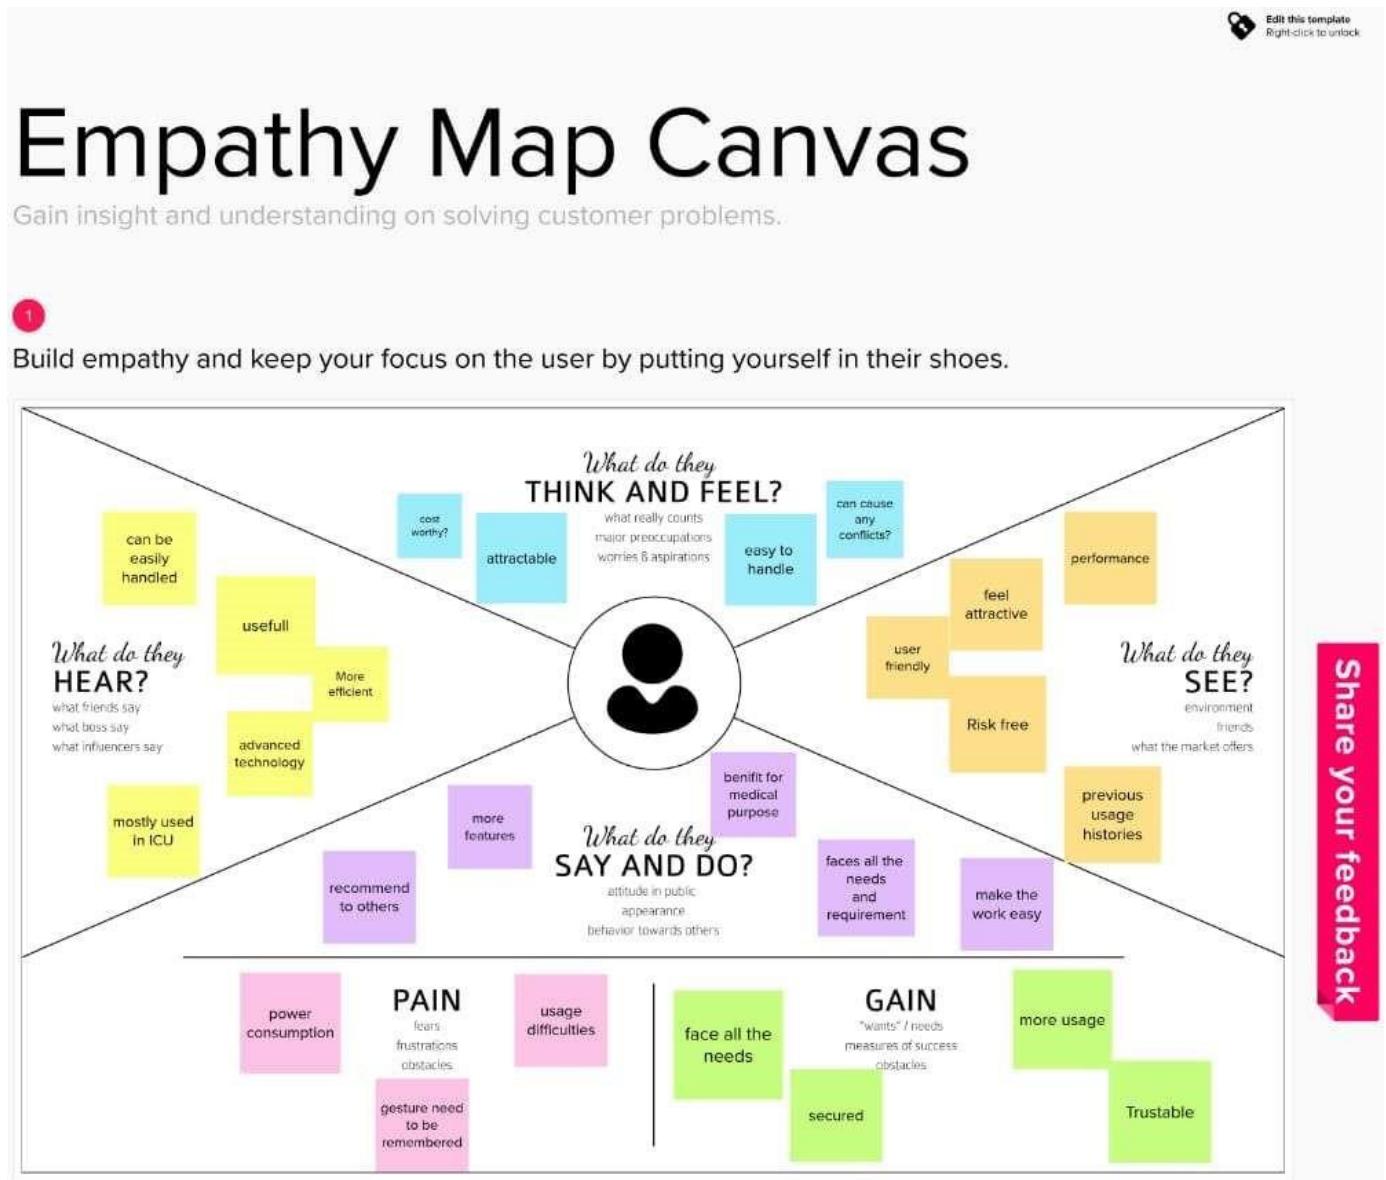 Edit this template
Right-click to unlock
Empathy Map Canvas
Gain insight and understanding on solving customer problems.
1
Build empathy and keep your focus on the user by putting yourself in their shoes.
What do they
THINK AND FEEL?
what really counts
major preoccupations
worries & aspirations
cost
worthy?
attractable
easy to
handle
can cause
any
conflicts?
What do they
HEAR?
what friends say
what boss say
what influencers say
can be
easily
handled
usefull
More
efficient
advanced
technology
mostly used
in ICU
What do they
SEE?
environment
friends
what the market offers
performance
feel
attractive
user
friendly
Risk free
previous
usage
histories
What do they
SAY AND DO?
attitude in public
appearance
behavior towards others
more
features
recommend
to others
benifit for
medical
purpose
faces all the
needs
and
requirement
make the
work easy
PAIN
fears
frustrations
obstacles
power
consumption
usage
difficulties
gesture need
to be
remembered
GAIN
"wants" / needs
measures of success
obstacles
face all the
needs
secured
more usage
Trustable
Share your feedback